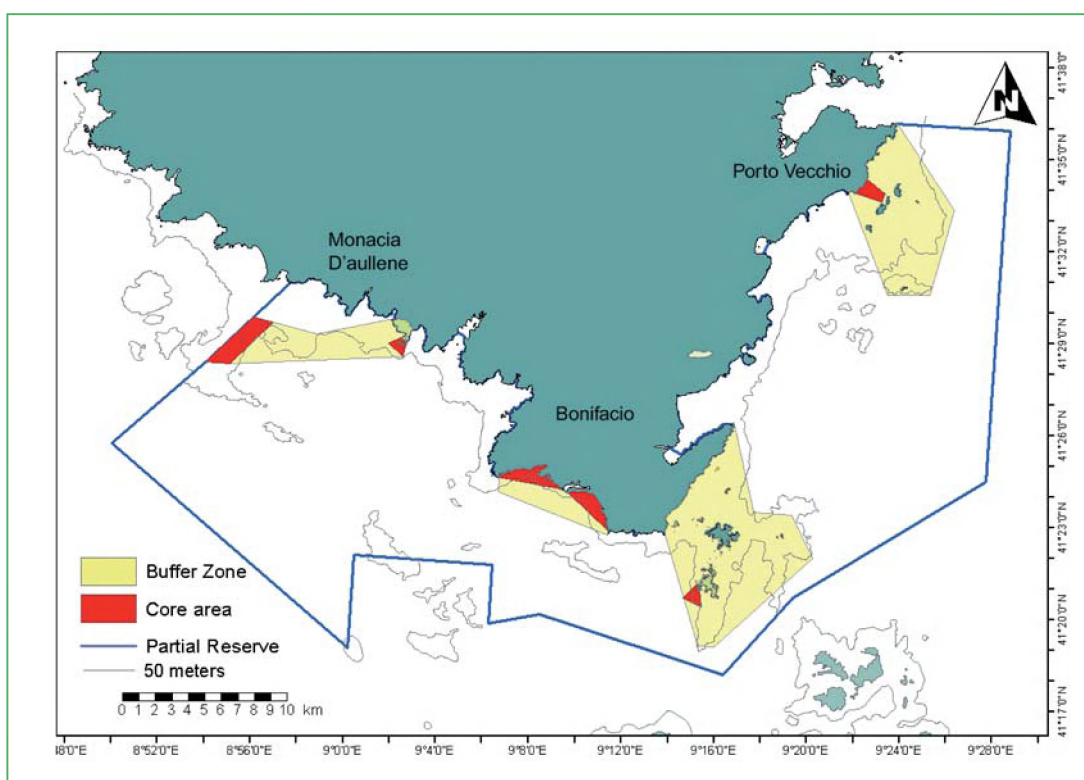 N
Porto Vecchio
Monacia
D'aullene
Bonifacio
Buffer Zone
Core area
Partial Reserve
50 meters
0 1 2 3 4 5 6 7 8 9 10 km
41°38'0
41°35'0"N
41°32'0"N
41°29'0"N
41°26'0"N
41°23'0"N
41°20'0"N
41°17'0"N
48'0"E 8°52'0"E 8°56'0"E 9°0'0"E 9°4'0"E 9°8'0"E 9°12'0"E 9°16'0"E 9°20'0"E 9°24'0"E 9°28'0"E